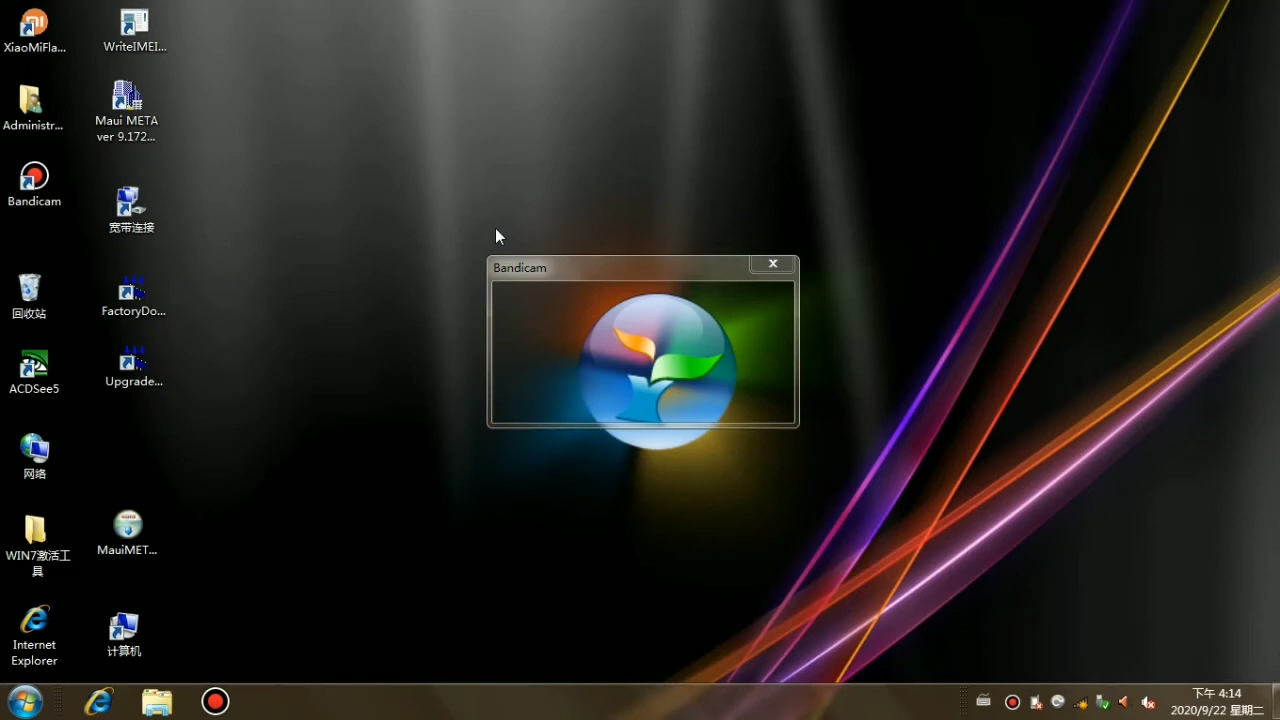 XiaoMiFla...
WriteIMEI...
Administr...
Maui META
ver 9.172...
Bandicam
宽带连接
回收站
FactoryDo...
ACDSee5
Upgrade...
网络
WIN7激活工
具
MauiMET...
Internet
Explorer
计算机
Bandicam
下午 4:14
2020/9/22 星期二